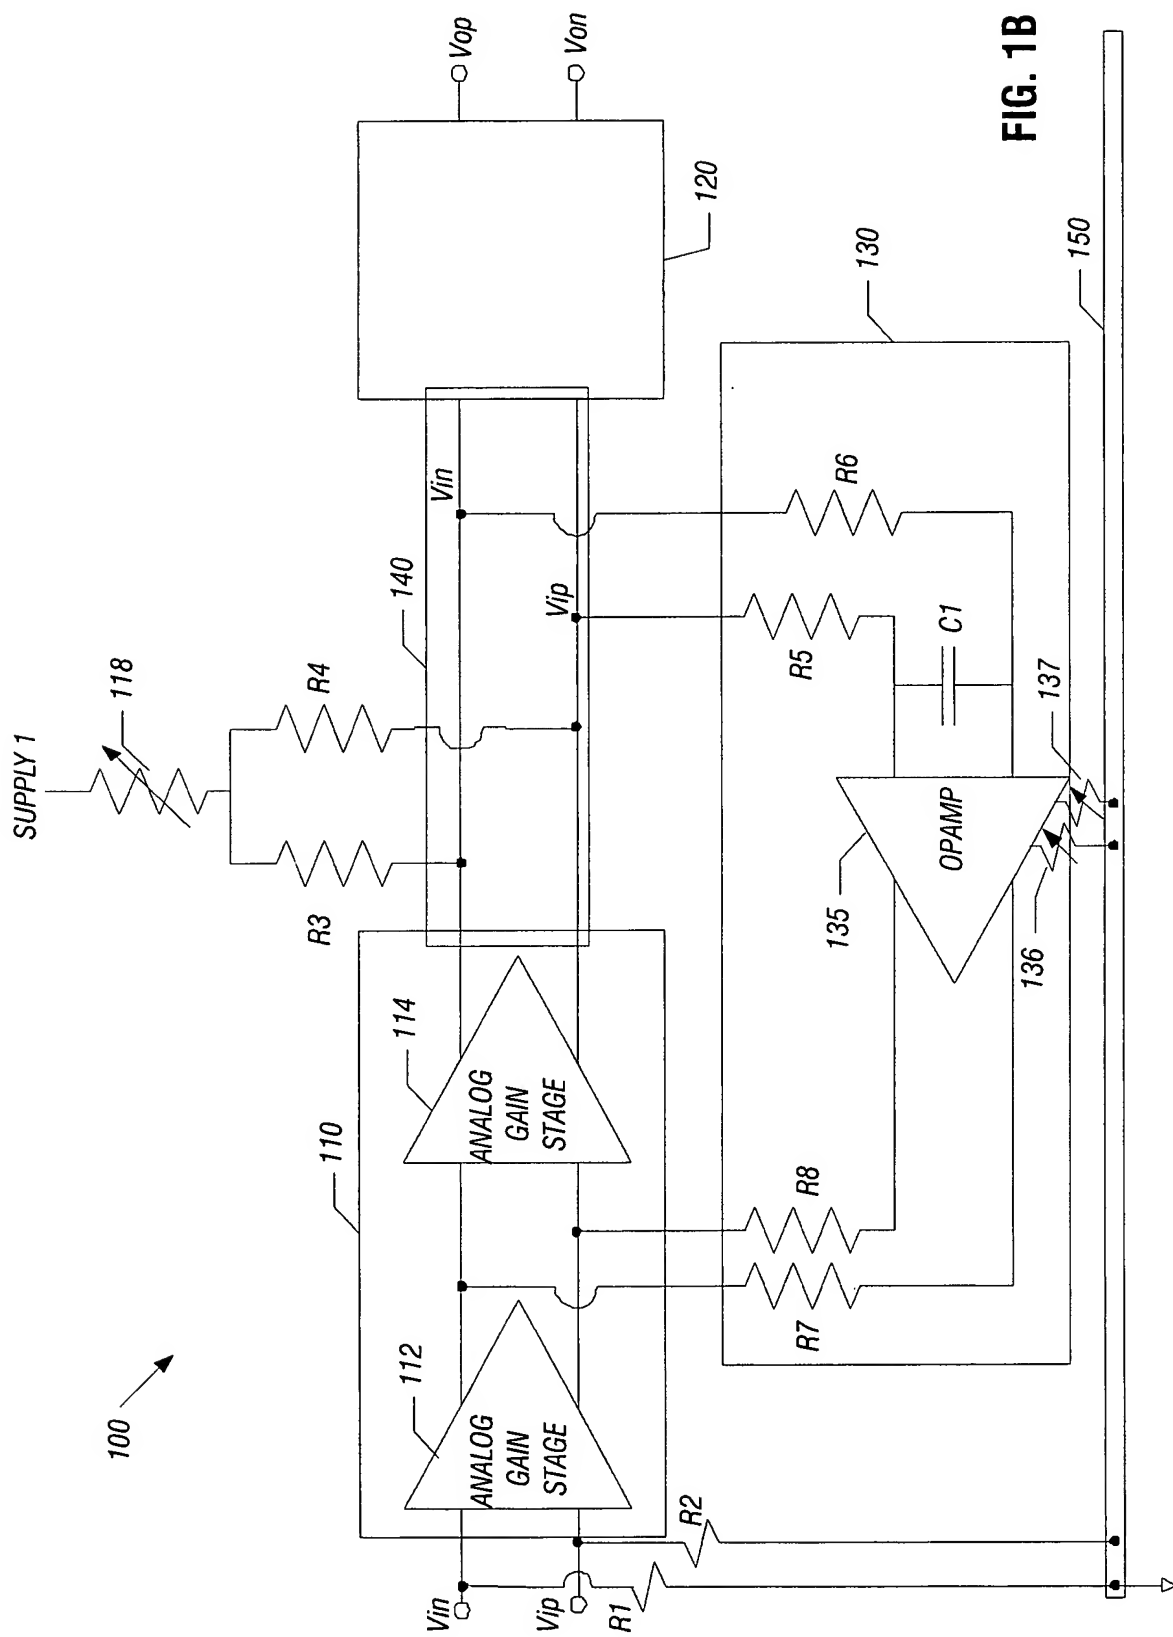 FIG. 1B
100
SUPPLY 1
118
R3
R4
110
112
ANALOG
GAIN
STAGE
114
ANALOG
GAIN
STAGE
140
Vin
Vip
120
Vop
Von
Vin
Vip
R1
R2
R7
R8
R5
R6
C1
130
135
OPAMP
136
137
150